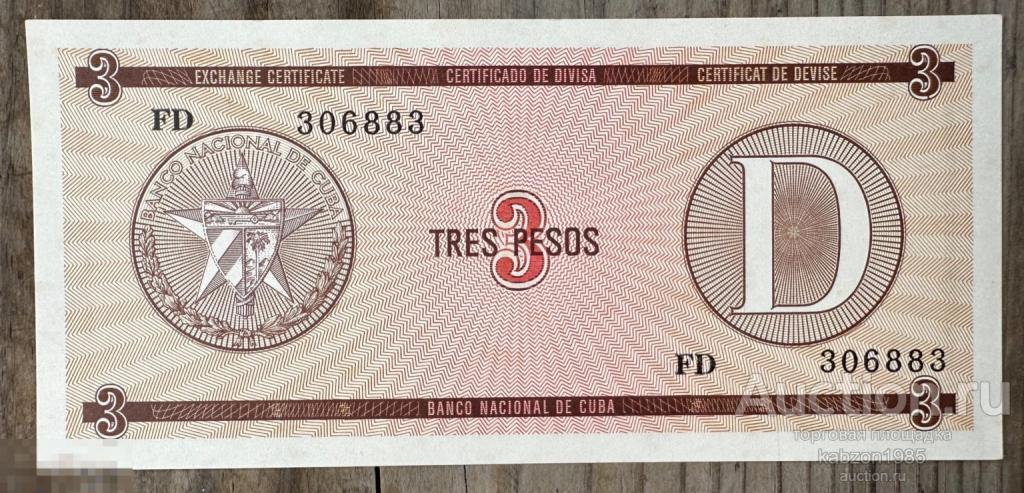 3 EXCHANGE CERTIFICATE CERTIFICADO DE DIVISA CERTIFICAT DE DEVISE 3
FD 306883
BANCO NACIONAL DE CUBA
D
TRES 3 PESOS
FD 306883
3 BANCO NACIONAL DE CUBA 3
Auction.ru
торговая площадка
kabzon1985
auction.ru